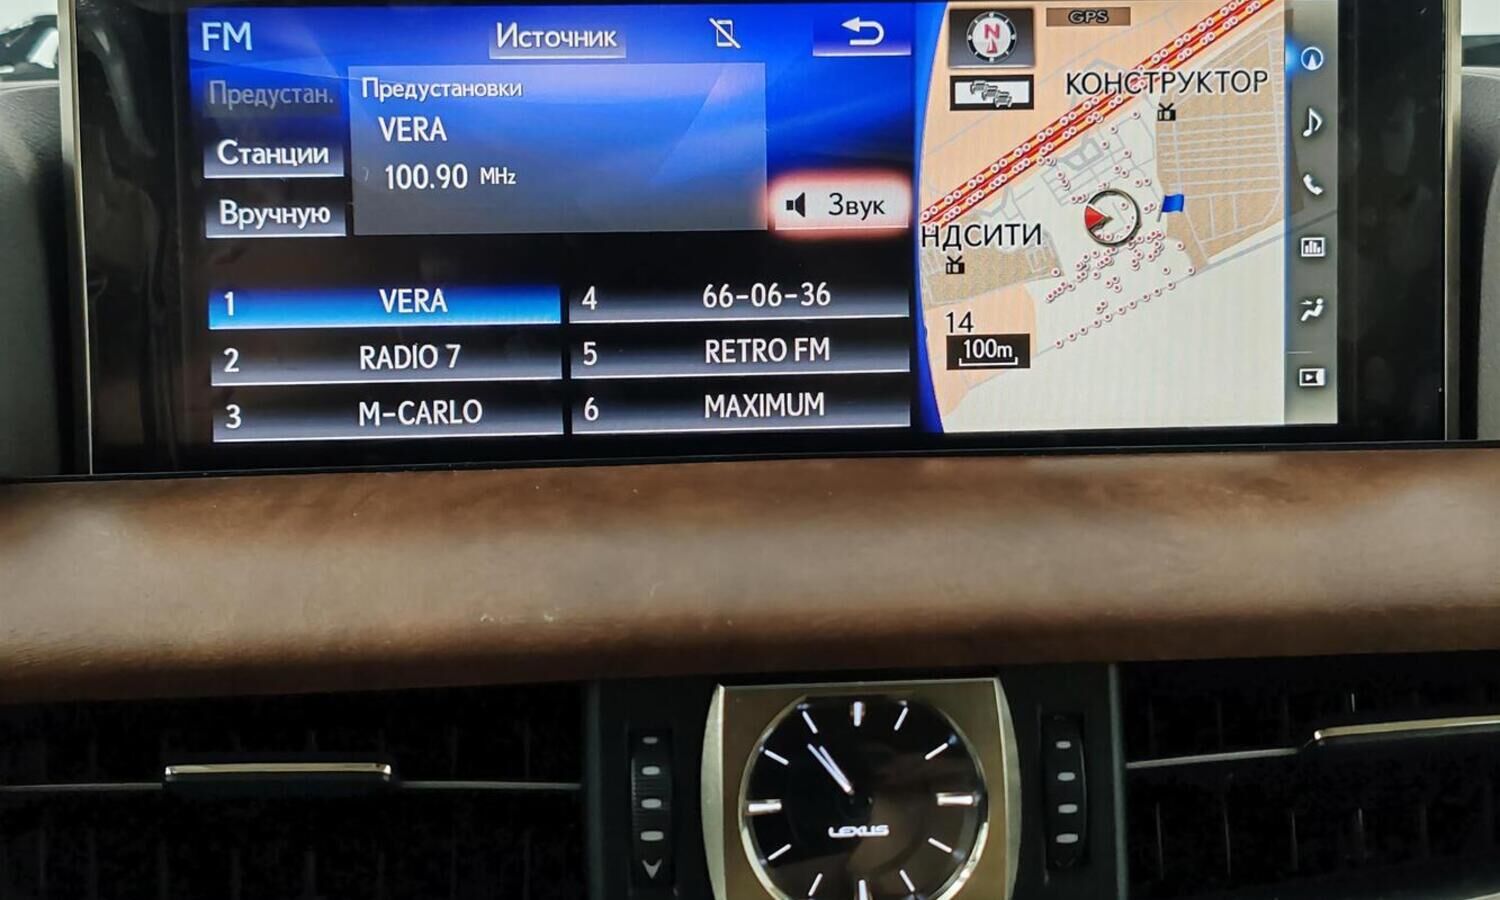 FM
Источник
Предустан.
Станции
Вручную
Предустановки
VERA
100.90 MHz
Звук
1 VERA
2 RADIO 7
3 M-CARLO
4 66-06-36
5 RETRO FM
6 MAXIMUM
N
GPS
КОНСТРУКТОР
НДСИТИ
14
100m
LEXUS